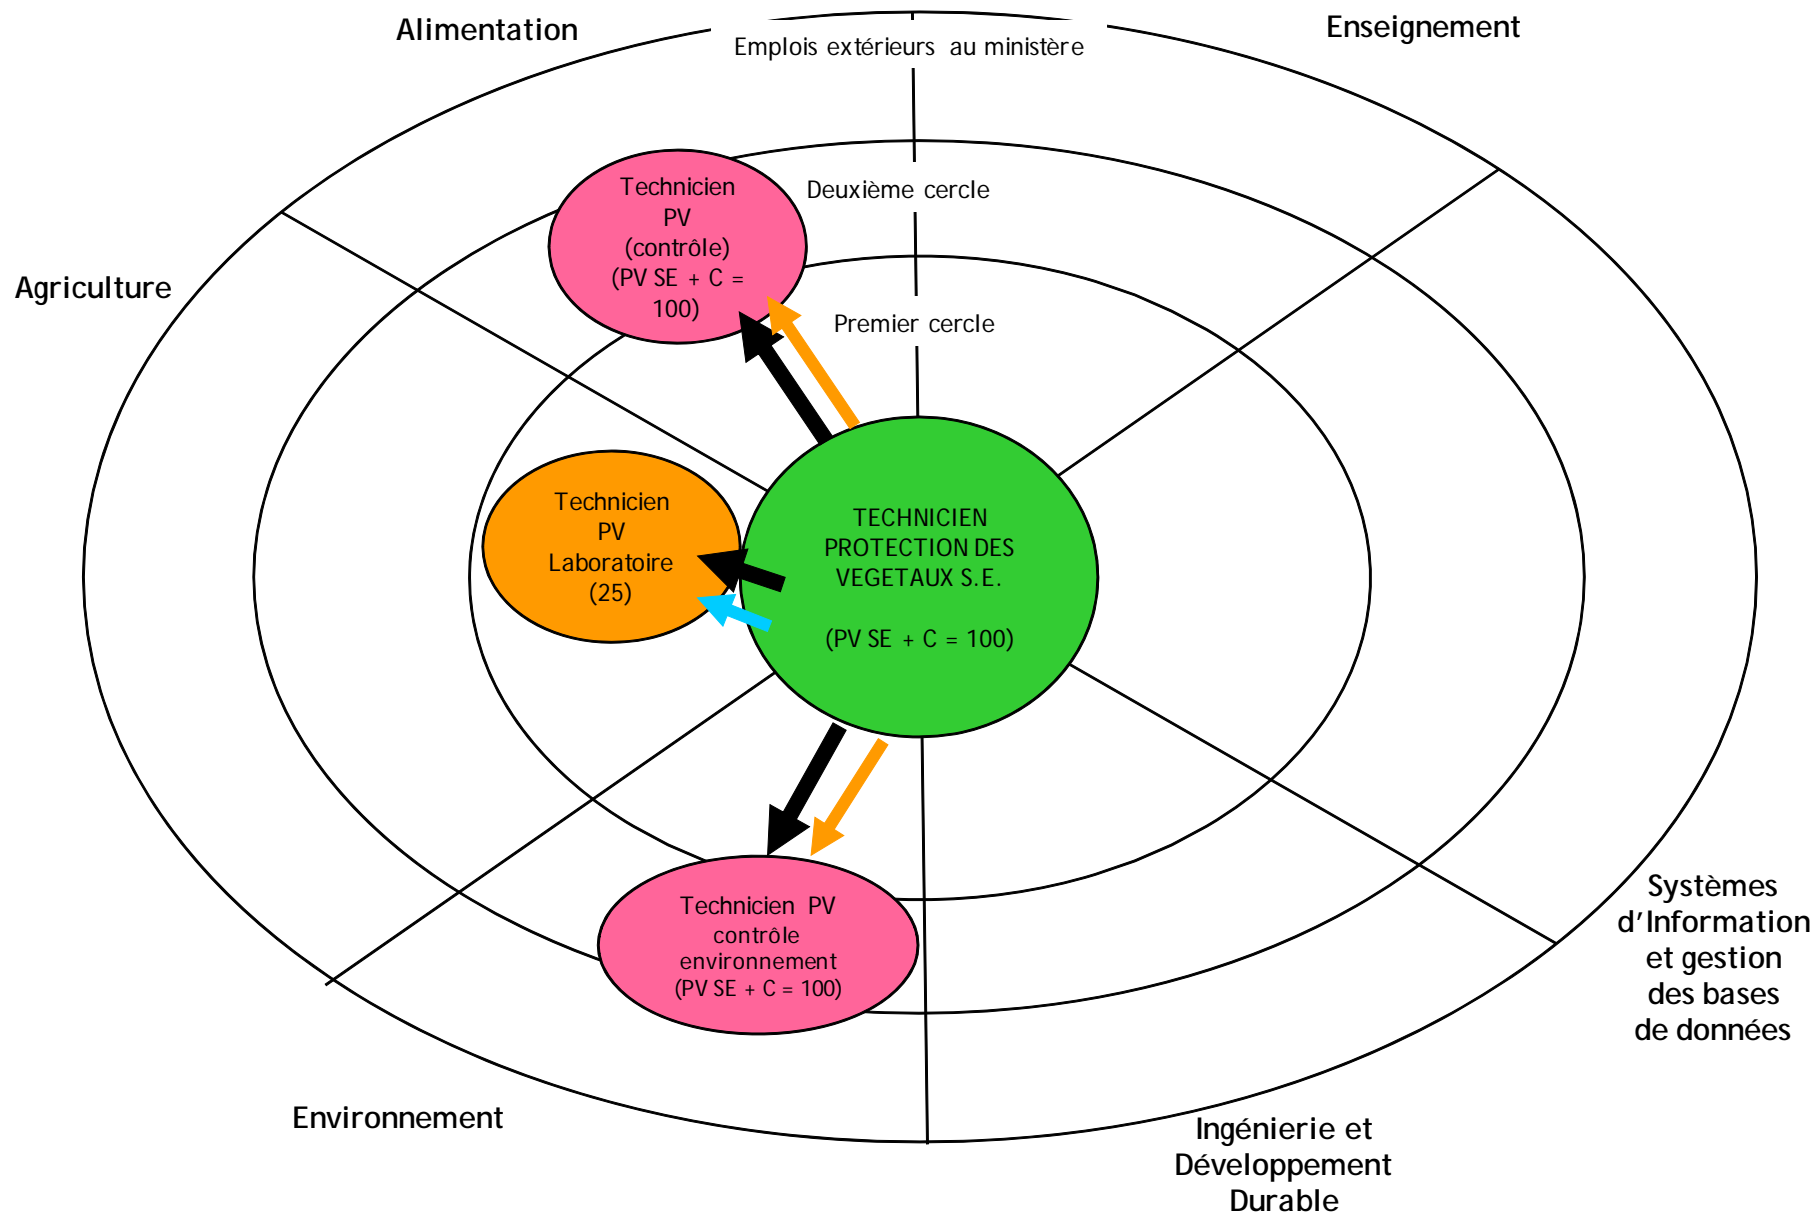 Alimentation
Enseignement
Emplois extérieurs au ministère
Technicien
PV
(contrôle)
(PV SE + C =
100)
Deuxième cercle
Agriculture
Premier cercle
Technicien
PV
Laboratoire
(25)
TECHNICIEN
PROTECTION DES
VEGETAUX S.E.
(PV SE + C = 100)
Technicien PV
contrôle
environnement
(PV SE + C = 100)
Systèmes
d'Information
et gestion
des bases
de données
Environnement
Ingénierie et
Développement
Durable